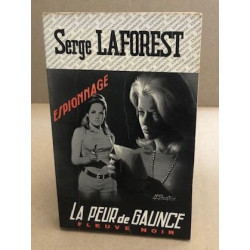 Serge LAFOREST
ESPIONNAGE
LA PEUR de GAUNCE
FLEUVE NOIR